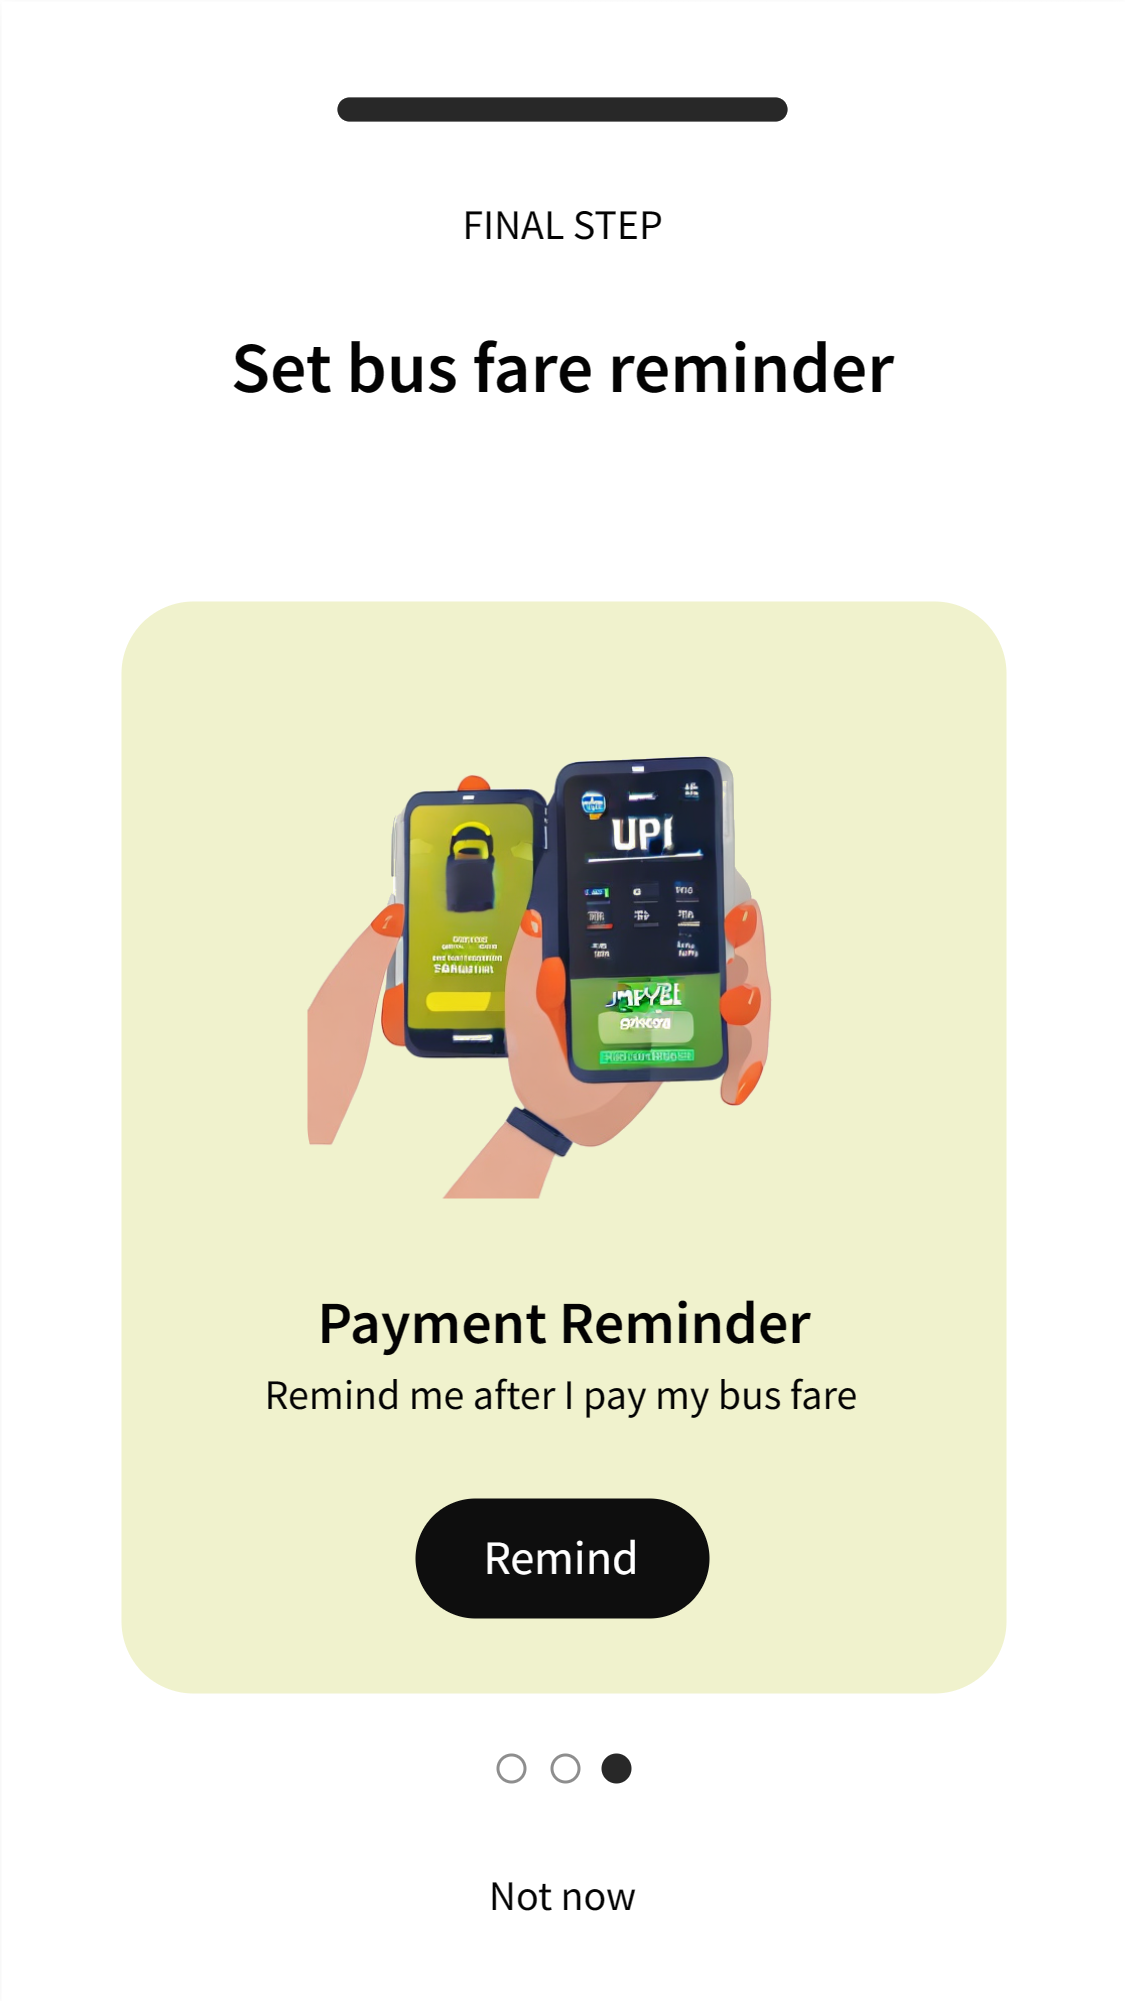 FINAL STEP
Set bus fare reminder
UPI
Payment Reminder
Remind me after I pay my bus fare
Remind
Not now